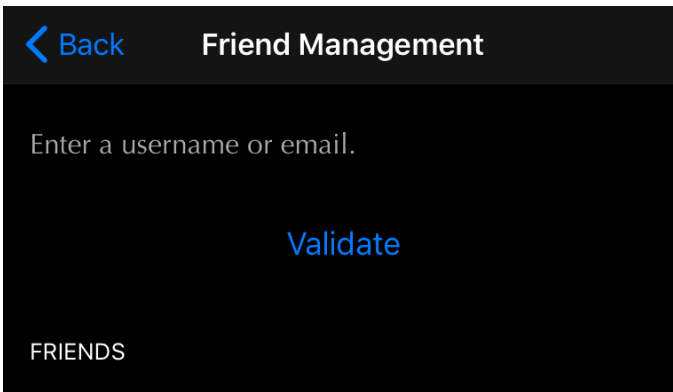 Back Friend Management
Enter a username or email.
Validate
FRIENDS